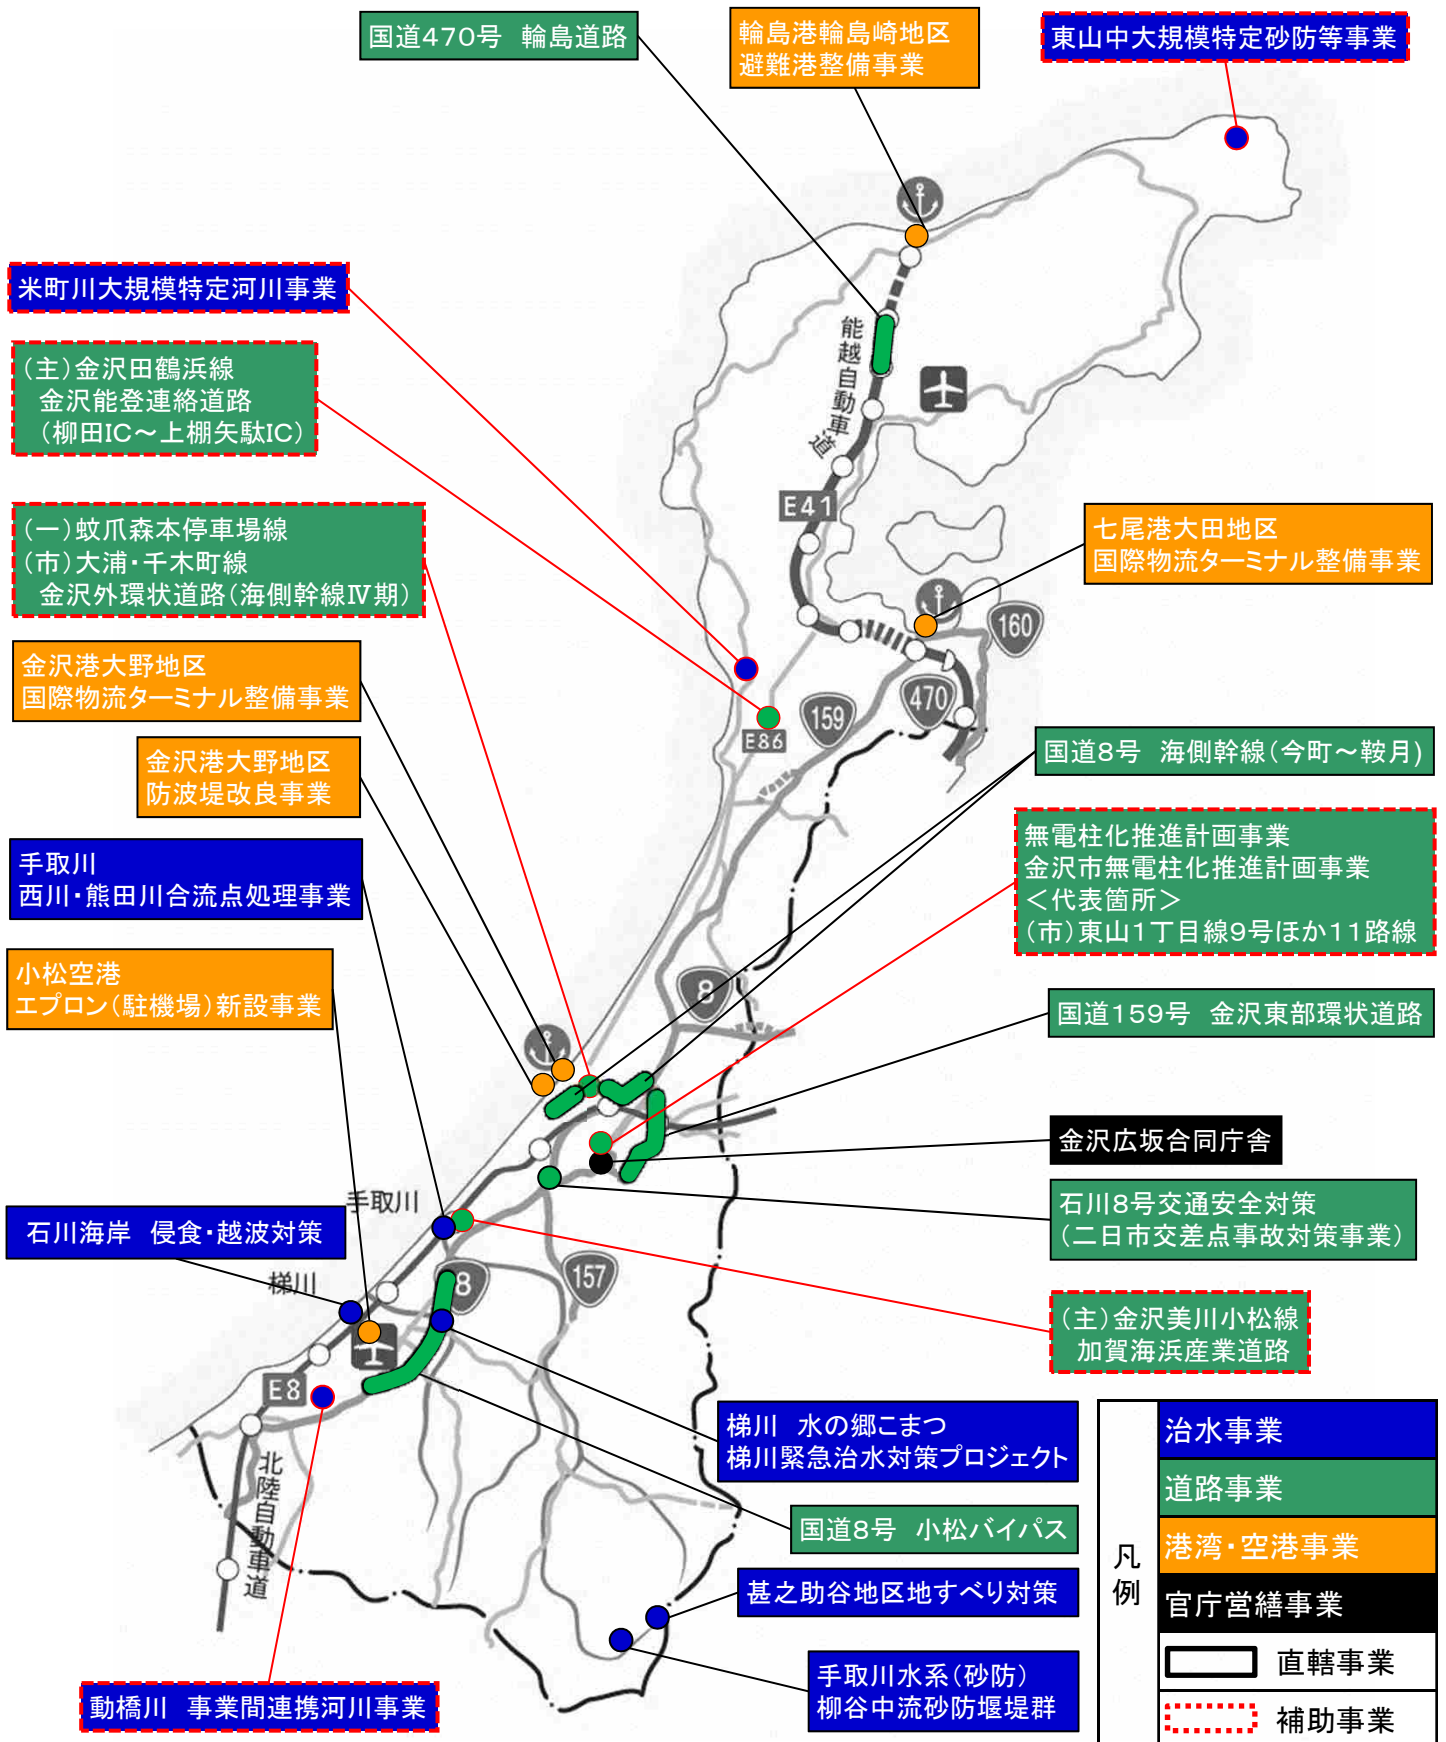 国道470号 輪島道路
輪島港輪島崎地区
避難港整備事業
東山中大規模特定砂防等事業
米町川大規模特定河川事業
(主)金沢田鶴浜線
金沢能登連絡道路
(柳田IC～上棚矢駄IC)
(一)蚊爪森本停車場線
(市)大浦・千木町線
金沢外環状道路(海側幹線Ⅳ期)
金沢港大野地区
国際物流ターミナル整備事業
金沢港大野地区
防波堤改良事業
手取川
西川・熊田川合流点処理事業
小松空港
エプロン(駐機場)新設事業
石川海岸 侵食・越波対策
動橋川 事業間連携河川事業
能越自動車道
E41
160
470
159
E86
8
手取川
梯川
8
157
E8
北陸自動車道
七尾港大田地区
国際物流ターミナル整備事業
国道8号 海側幹線(今町～鞍月)
無電柱化推進計画事業
金沢市無電柱化推進計画事業
＜代表箇所＞
(市)東山1丁目線9号ほか11路線
国道159号 金沢東部環状道路
金沢広坂合同庁舎
石川8号交通安全対策
(二日市交差点事故対策事業)
(主)金沢美川小松線
加賀海浜産業道路
梯川 水の郷こまつ
梯川緊急治水対策プロジェクト
国道8号 小松バイパス
甚之助谷地区地すべり対策
手取川水系(砂防)
柳谷中流砂防堰堤群
凡例
治水事業
道路事業
港湾・空港事業
官庁営繕事業
直轄事業
補助事業